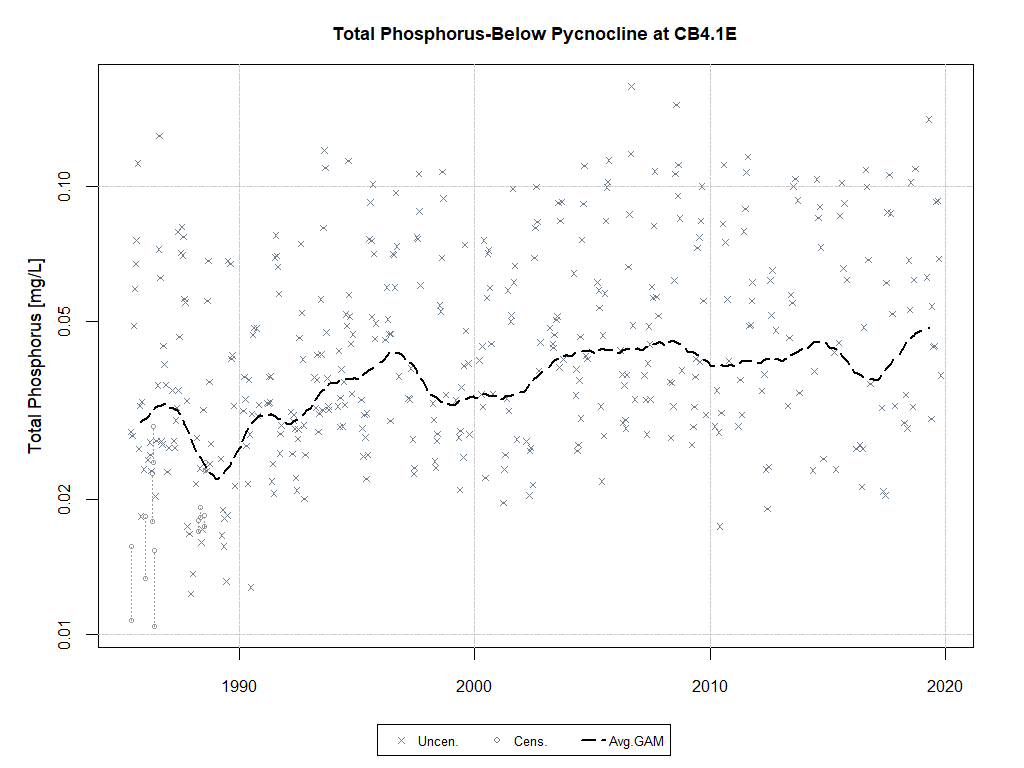 Total Phosphorus-Below Pycnocline at CB4.1E
Total Phosphorus [mg/L]
0.10
0.05
0.02
0.01
1990 2000 2010 2020
Uncen. Cens. Avg.GAM